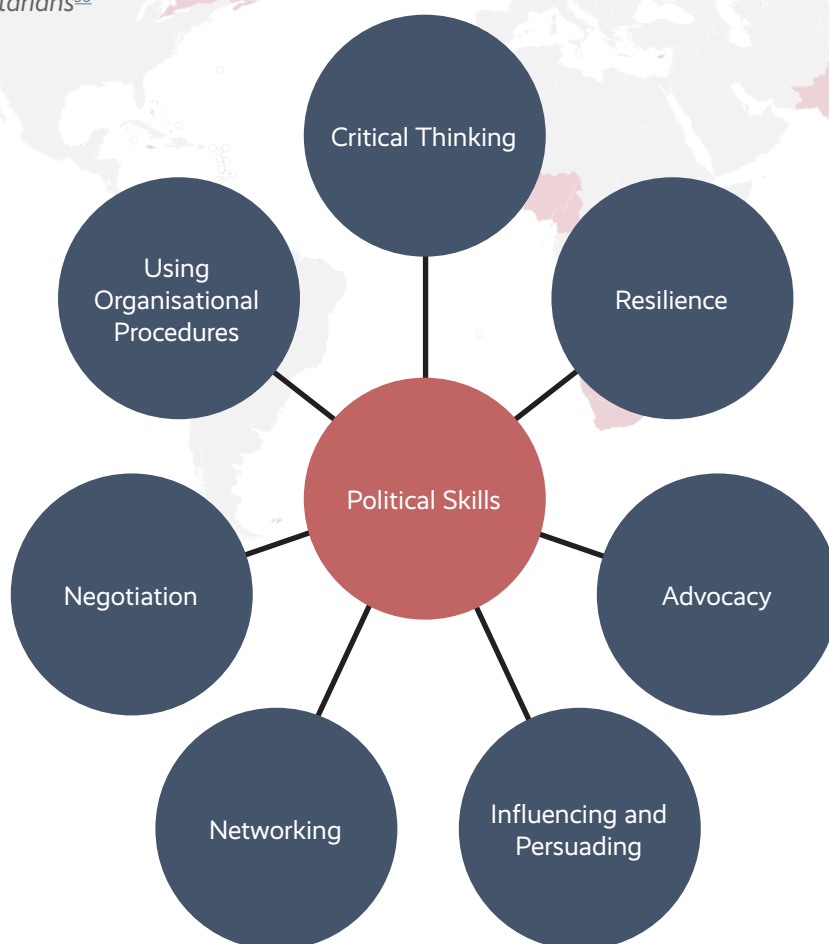 Critical Thinking
Resilience
Using
Organisational
Procedures
Political Skills
Negotiation
Advocacy
Networking
Influencing and
Persuading